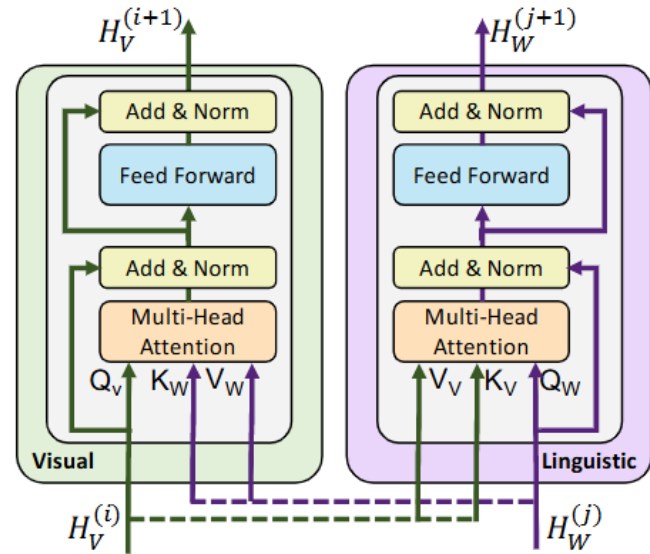 H_V^{(i+1)} H_W^{(j+1)}
Add & Norm Add & Norm
Feed Forward Feed Forward
Add & Norm Add & Norm
Multi-Head Multi-Head
Attention Attention
Q_v K_W V_W V_V K_V Q_W
Visual Linguistic
H_V^{(i)} H_W^{(j)}